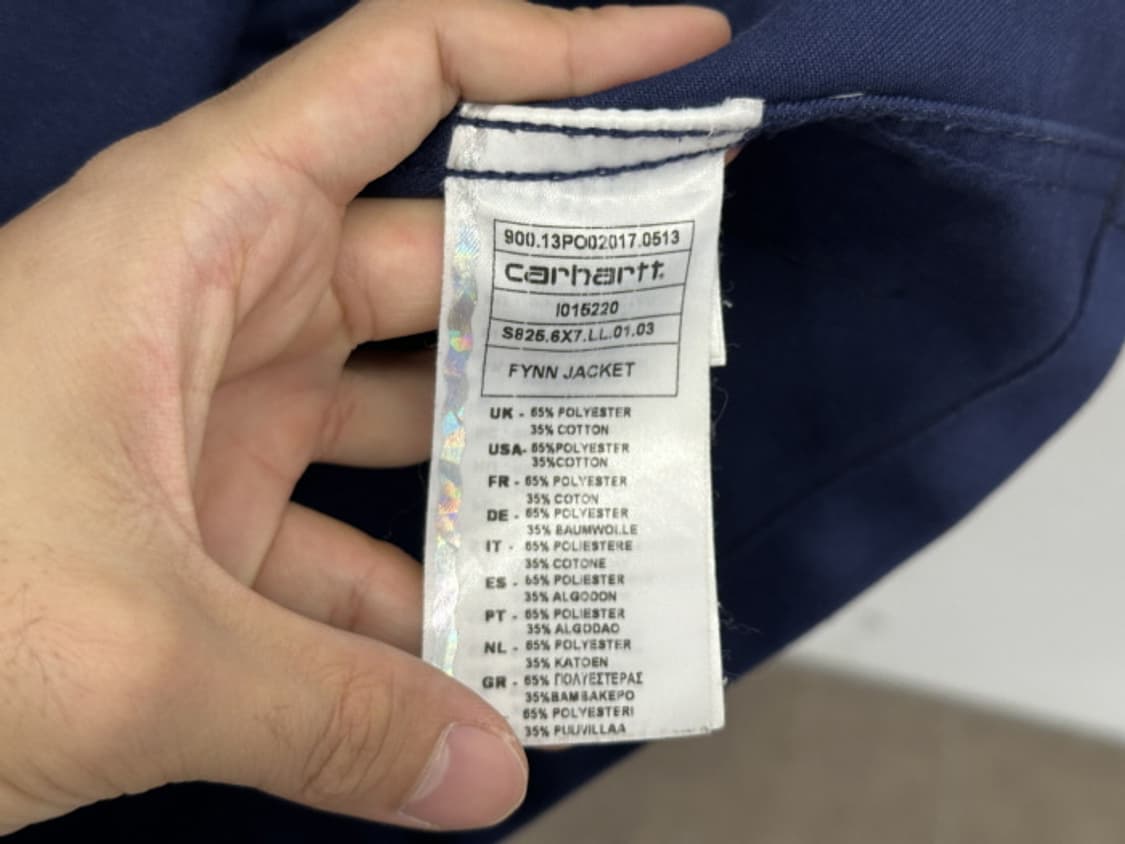 900.13PO02017.0513
carhartt.
I015220
S825.6X7.LL.01.03
FYNN JACKET
UK - 65% POLYESTER
35% COTTON
USA- 65%POLYESTER
35%COTTON
FR - 65% POLYESTER
35% COTON
DE - 65% POLYESTER
35% BAUMWOLLE
IT - 65% POLIESTERE
35% COTONE
ES - 65% POLIESTER
35% ALGODON
PT - 65% POLIESTER
35% ALGODAO
NL - 65% POLYESTER
35% KATOEN
GR - 65% ΠΟΛΥΕΣΤΕΡΑΣ
35%ΒΑΜΒΑΚΕΡΟ
65% POLYESTERI
35% PUUVILLAA